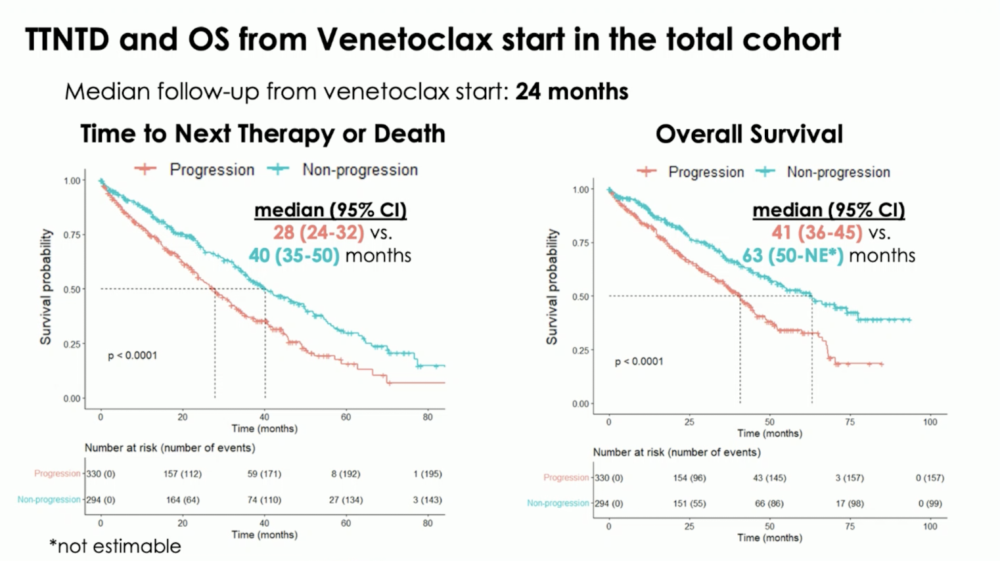 TTNTD and OS from Venetoclax start in the total cohort
Median follow-up from venetoclax start: 24 months
Time to Next Therapy or Death
Progression Non-progression
median (95% CI)
28 (24-32) vs.
40 (35-50) months
Survival probability
1.00
0.75
0.50
0.25
0.00
p < 0.0001
0 20 40 60 80
Time (months)
Number at risk (number of events)
Progression 330 (0) 157 (112) 59 (171) 8 (192) 1 (195)
Non-progression 294 (0) 164 (64) 74 (110) 27 (134) 3 (143)
0 20 40 60 80
Time (months)
*not estimable
Overall Survival
Progression Non-progression
median (95% CI)
41 (36-45) vs.
63 (50-NE*) months
Survival probability
1.00
0.75
0.50
0.25
0.00
p < 0.0001
0 25 50 75 100
Time (months)
Number at risk (number of events)
Progression 330 (0) 154 (96) 43 (145) 3 (157) 0 (157)
Non-progression 294 (0) 151 (55) 66 (86) 17 (98) 0 (99)
0 25 50 75 100
Time (months)